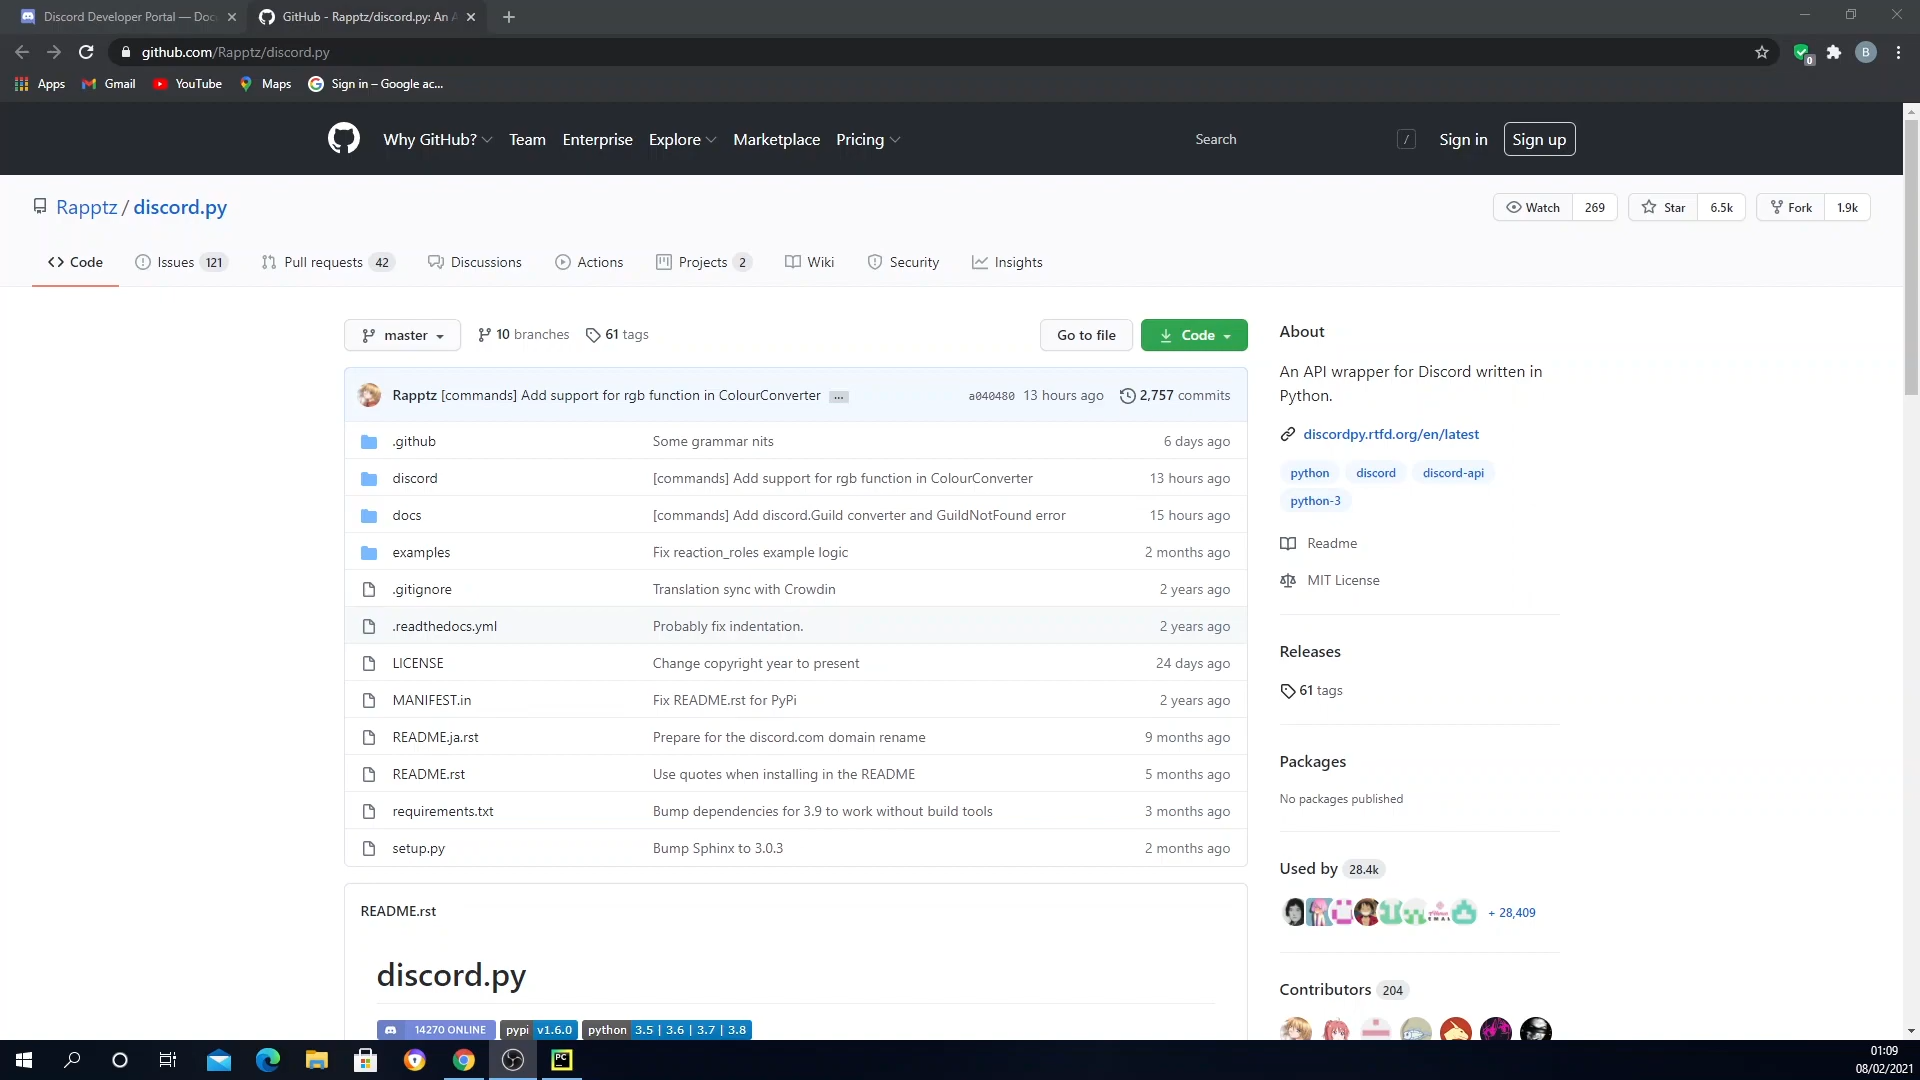 Discord Developer Portal — Doc
GitHub - Rapptz/discord.py: An A
github.com/Rapptz/discord.py
0
B
Apps
Gmail
YouTube
Maps
Sign in – Google ac...
Why GitHub?
Team
Enterprise
Explore
Marketplace
Pricing
Search
/
Sign in
Sign up
Rapptz / discord.py
Watch 269
Star 6.5k
Fork 1.9k
Code
Issues 121
Pull requests 42
Discussions
Actions
Projects 2
Wiki
Security
Insights
master
10 branches
61 tags
Go to file
Code
Rapptz [commands] Add support for rgb function in ColourConverter ...
a040480 13 hours ago
2,757 commits
.github Some grammar nits 6 days ago
discord [commands] Add support for rgb function in ColourConverter 13 hours ago
docs [commands] Add discord.Guild converter and GuildNotFound error 15 hours ago
examples Fix reaction_roles example logic 2 months ago
.gitignore Translation sync with Crowdin 2 years ago
.readthedocs.yml Probably fix indentation. 2 years ago
LICENSE Change copyright year to present 24 days ago
MANIFEST.in Fix README.rst for PyPi 2 years ago
README.ja.rst Prepare for the discord.com domain rename 9 months ago
README.rst Use quotes when installing in the README 5 months ago
requirements.txt Bump dependencies for 3.9 to work without build tools 3 months ago
setup.py Bump Sphinx to 3.0.3 2 months ago
README.rst
discord.py
14270 ONLINE
pypi v1.6.0
python 3.5 | 3.6 | 3.7 | 3.8
About
An API wrapper for Discord written in
Python.
discordpy.rtfd.org/en/latest
python
discord
discord-api
python-3
Readme
MIT License
Releases
61 tags
Packages
No packages published
Used by 28.4k
+ 28,409
Contributors 204
PC
01:09
08/02/2021